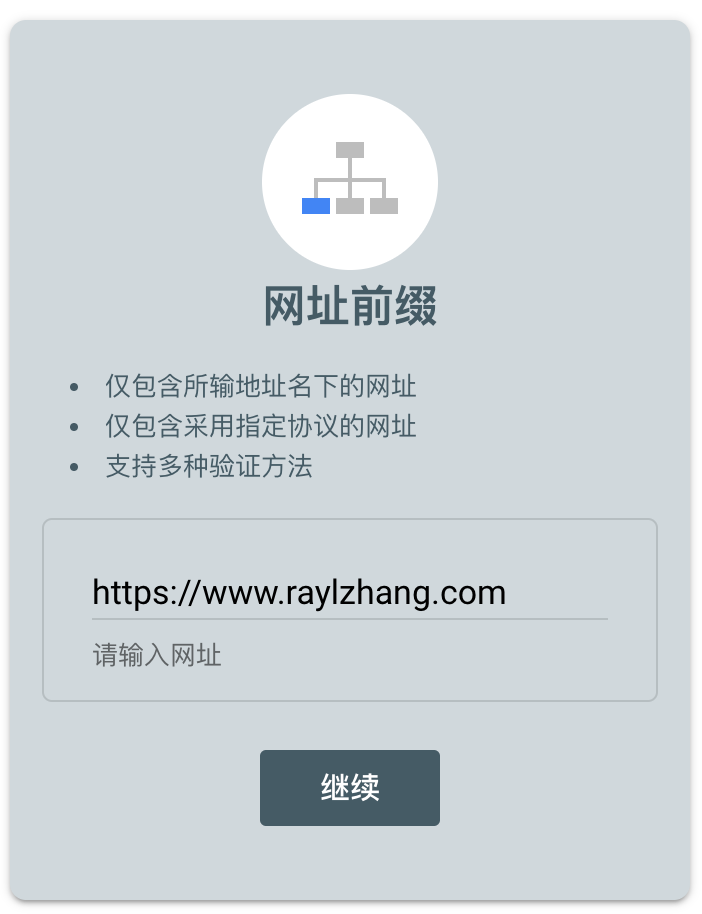 网址前缀
仅包含所输地址名下的网址
仅包含采用指定协议的网址
支持多种验证方法
https://www.raylzhang.com
请输入网址
继续